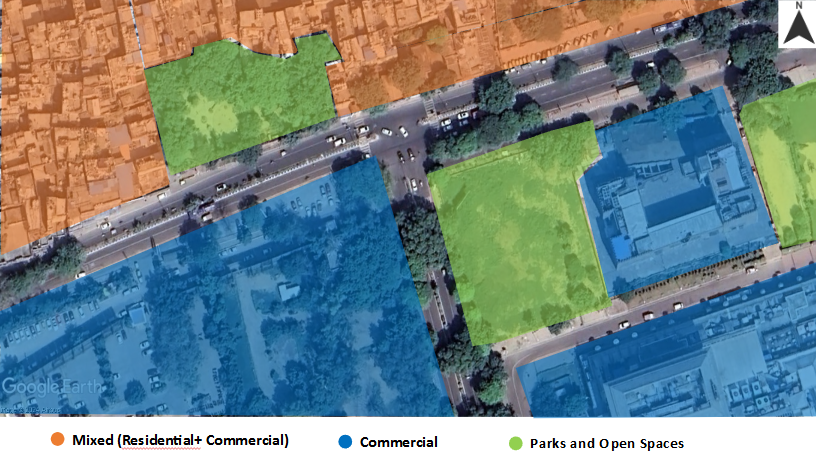 N
Google Earth
Mixed (Residential+ Commercial)
Commercial
Parks and Open Spaces